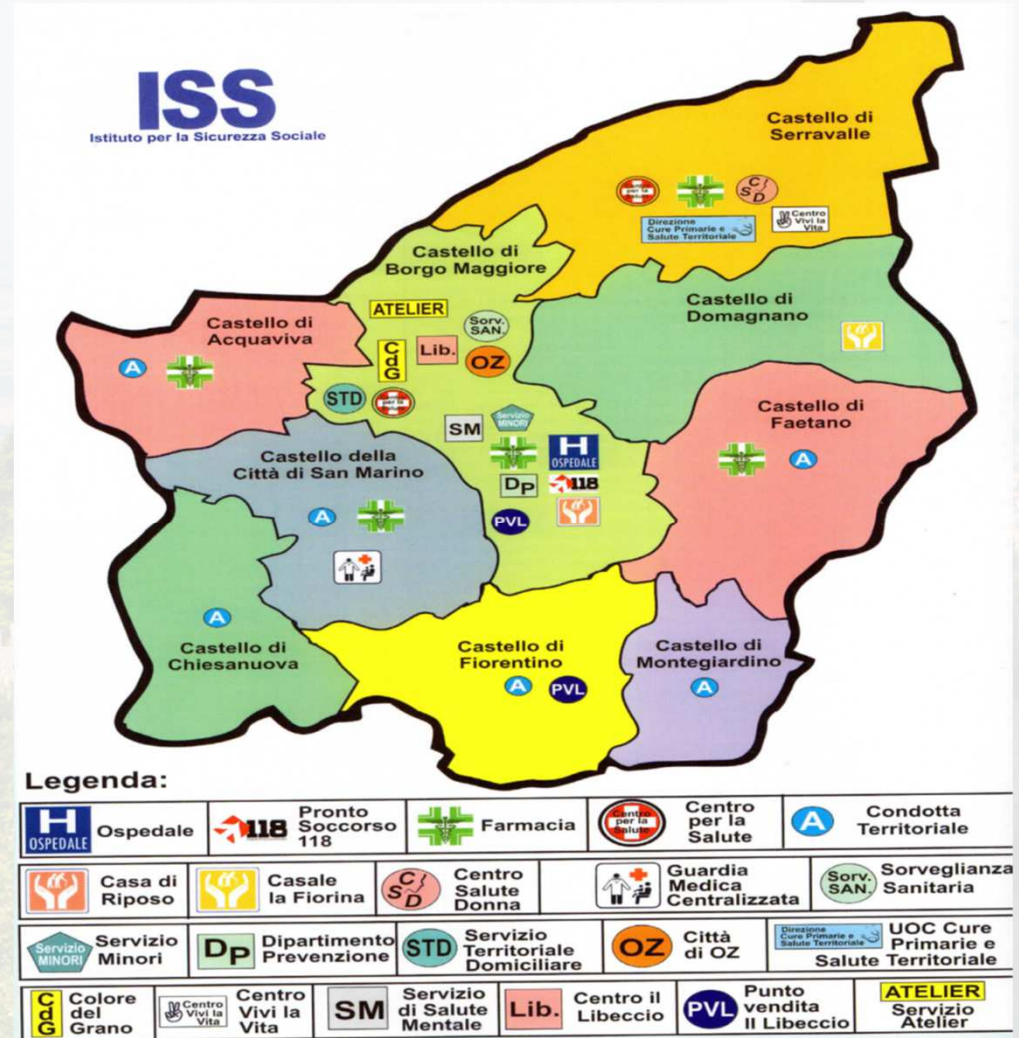 ISS
Istituto per la Sicurezza Sociale
Castello di
Serravalle
Centro
per la
Salute
C
S D
Direzione
Cure Primarie e
Salute Territoriale
Centro
Vivi la
Vita
Castello di
Borgo Maggiore
ATELIER
Sorv.
SAN.
CdG
Lib.
OZ
STD
per la
Castello di
Domagnano
Castello di
Acquaviva
A
Castello di
Faetano
A
SM
Servizio
MINORI
H
OSPEDALE
DP
118
PVL
Castello della
Città di San Marino
A
A
Castello di
Chiesanuova
Castello di
Fiorentino
A
PVL
Castello di
Montegiardino
A
Legenda:
H
OSPEDALE
Ospedale
118
Pronto
Soccorso
118
Farmacia
Centro
per la
Salute
Centro
per la
Salute
A
Condotta
Territoriale
Casa di
Riposo
Casale
la Fiorina
C
S D
Centro
Salute
Donna
Guardia
Medica
Centralizzata
Sorv.
SAN.
Sorveglianza
Sanitaria
Servizio
MINORI
Servizio
Minori
DP
Dipartimento
Prevenzione
STD
Servizio
Territoriale
Domiciliare
OZ
Città
di OZ
Direzione
Cure Primarie e
Salute Territoriale
UOC Cure
Primarie e
Salute Territoriale
CdG
Colore
del
Grano
Centro
Vivi la
Vita
Centro
Vivi la
Vita
SM
Servizio
di Salute
Mentale
Lib.
Centro il
Libeccio
PVL
Punto
vendita
Il Libeccio
ATELIER
Servizio
Atelier